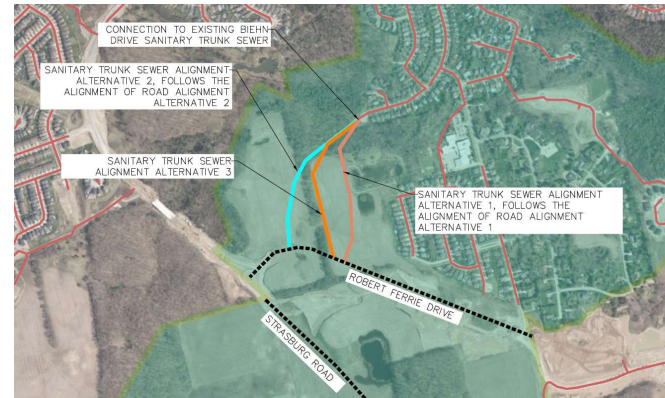 CONNECTION TO EXISTING BIEHN
DRIVE SANITARY TRUNK SEWER
SANITARY TRUNK SEWER ALIGNMENT
ALTERNATIVE 2, FOLLOWS THE
ALIGNMENT OF ROAD ALIGNMENT
ALTERNATIVE 2
SANITARY TRUNK SEWER
ALIGNMENT ALTERNATIVE 3
SANITARY TRUNK SEWER ALIGNMENT
ALTERNATIVE 1, FOLLOWS THE
ALIGNMENT OF ROAD ALIGNMENT
ALTERNATIVE 1
ROBERT FERRIE DRIVE
STRASBURG ROAD